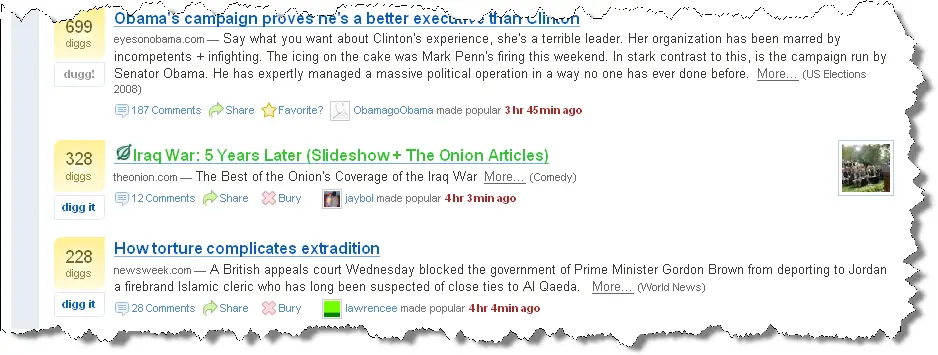 Obama's campaign proves he's a better executive than Clinton
699
diggs
dugg!
eyesonobama.com — Say what you want about Clinton's experience, she's a terrible leader. Her organization has been marred by
incompetents + infighting. The icing on the cake was Mark Penn's firing this weekend. In stark contrast to this, is the campaign run by
Senator Obama. He has expertly managed a massive political operation in a way no one has ever done before. More... (US Elections
2008)
187 Comments Share Favorite? ObamagoObama made popular 3 hr 45 min ago
328
diggs
digg it
Iraq War: 5 Years Later (Slideshow + The Onion Articles)
theonion.com — The Best of the Onion's Coverage of the Iraq War More... (Comedy)
12 Comments Share Bury jaybol made popular 4 hr 3 min ago
228
diggs
digg it
How torture complicates extradition
newsweek.com — A British appeals court Wednesday blocked the government of Prime Minister Gordon Brown from deporting to Jordan
a firebrand Islamic cleric who has long been suspected of close ties to Al Qaeda. More... (World News)
28 Comments Share Bury lawrencee made popular 4 hr 4 min ago